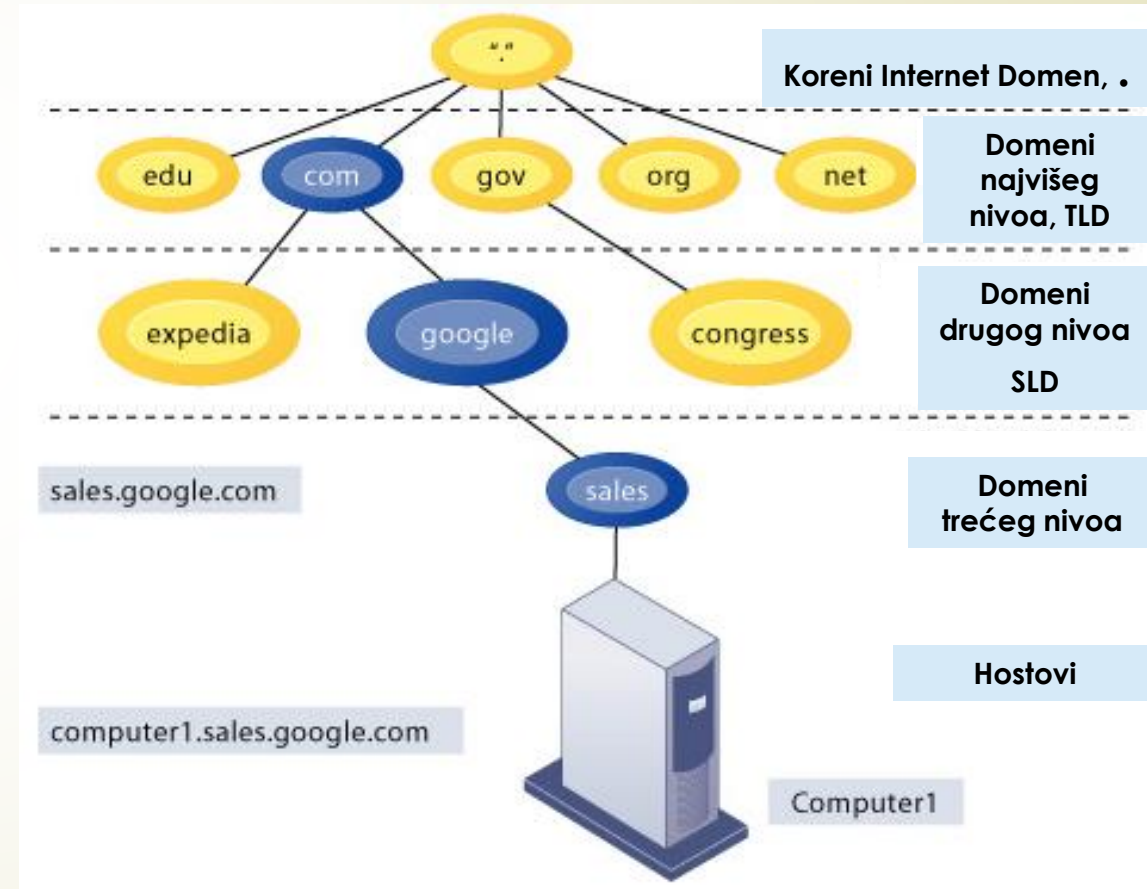 "."
Koreni Internet Domen, .
edu
com
gov
org
net
Domeni
najvišeg
nivoa, TLD
expedia
google
congress
Domeni
drugog nivoa
SLD
sales.google.com
sales
Domeni
trećeg nivoa
Hostovi
computer1.sales.google.com
Computer1